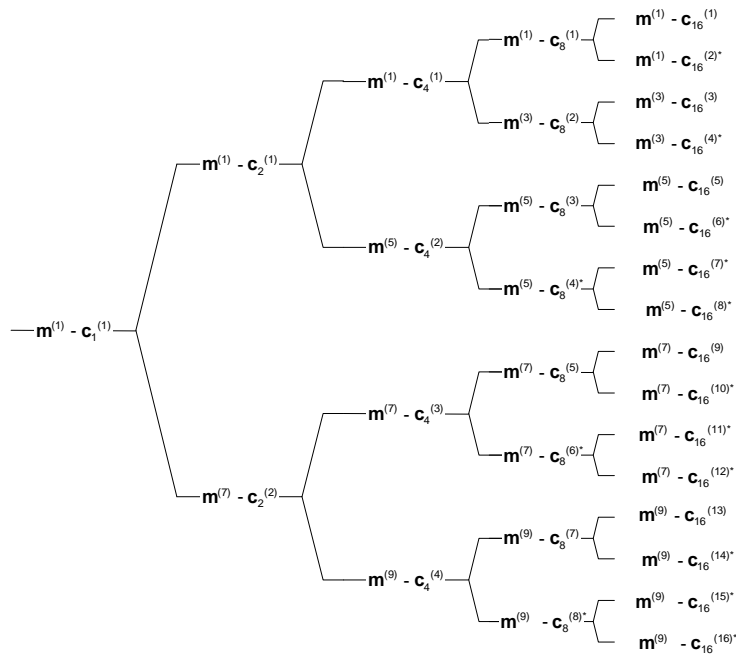 m(1) - c16(1)
m(1) - c8(1)
m(1) - c16(2)*
m(1) - c4(1)
m(3) - c16(3)
m(3) - c8(2)
m(3) - c16(4)*
m(1) - c2(1)
m(5) - c16(5)
m(5) - c8(3)
m(5) - c16(6)*
m(5) - c4(2)
m(5) - c16(7)*
m(5) - c8(4)*
m(5) - c16(8)*
m(1) - c1(1)
m(7) - c16(9)
m(7) - c8(5)
m(7) - c16(10)*
m(7) - c4(3)
m(7) - c16(11)*
m(7) - c8(6)*
m(7) - c16(12)*
m(7) - c2(2)
m(9) - c16(13)
m(9) - c8(7)
m(9) - c16(14)*
m(9) - c4(4)
m(9) - c16(15)*
m(9) - c8(8)*
m(9) - c16(16)*